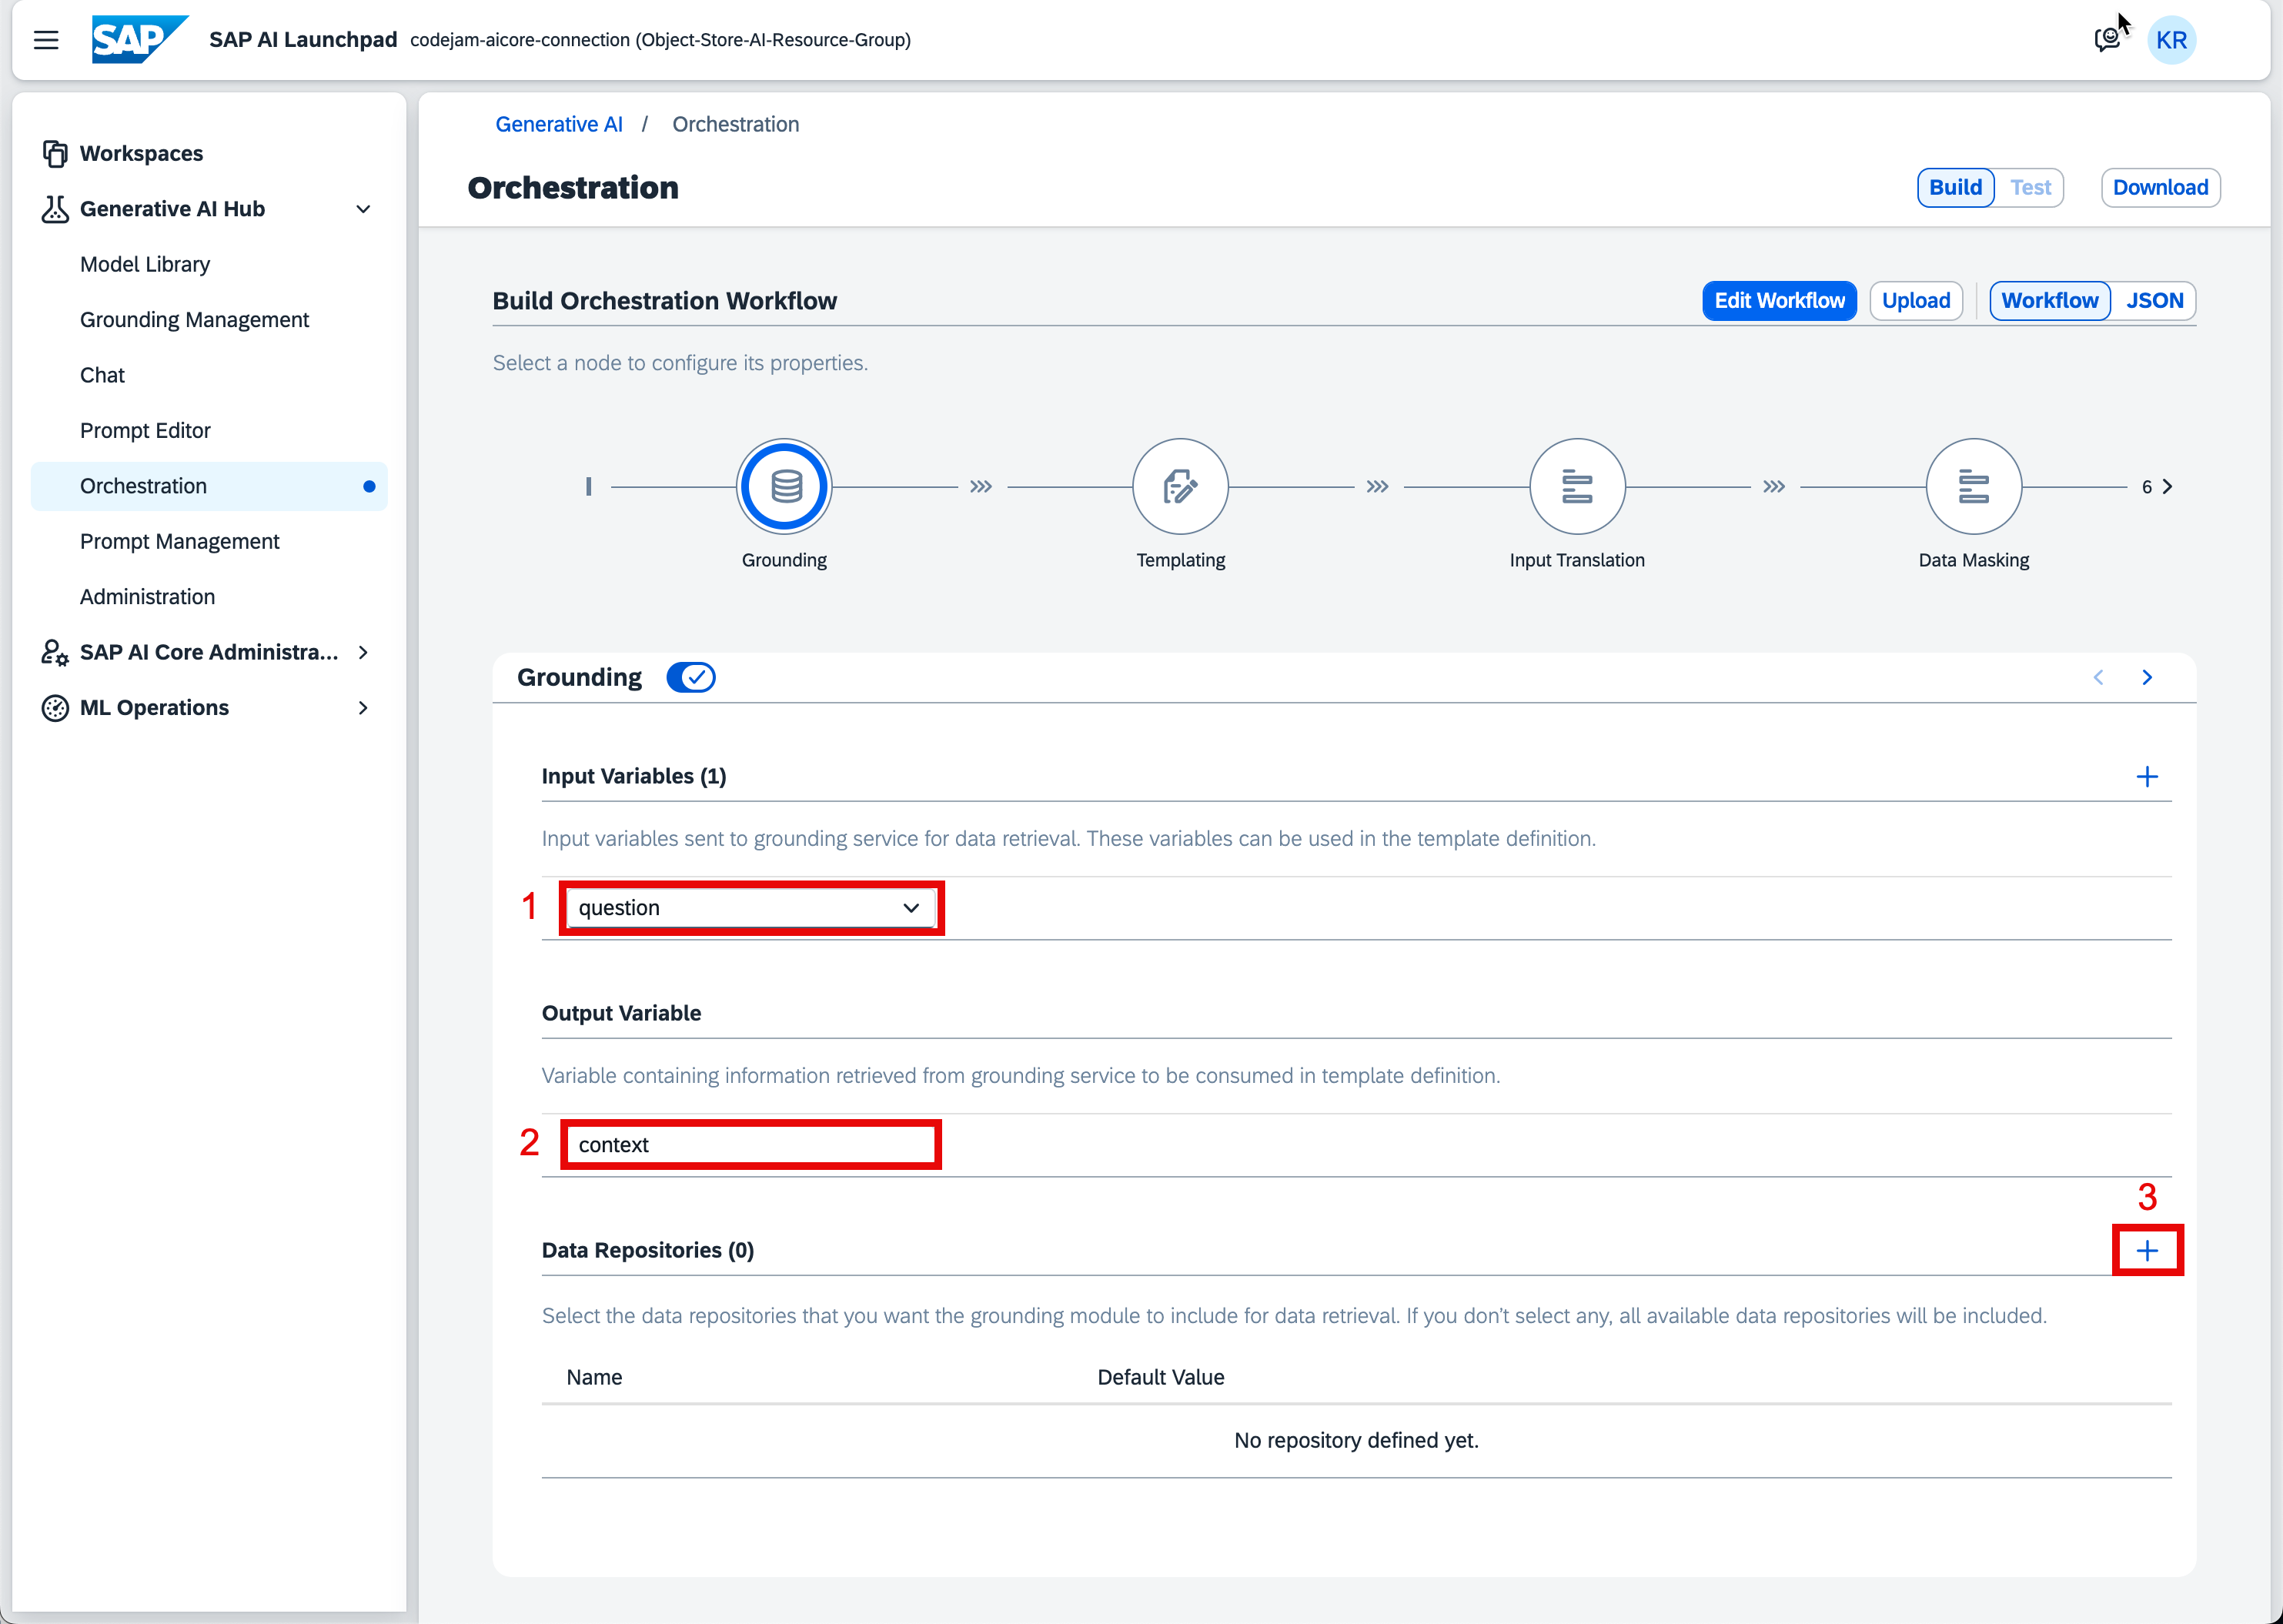 SAP SAP AI Launchpad codejam-aicore-connection (Object-Store-AI-Resource-Group) KR
Workspaces
Generative AI Hub
Model Library
Grounding Management
Chat
Prompt Editor
Orchestration
Prompt Management
Administration
SAP AI Core Administra...
ML Operations
Generative AI / Orchestration
Orchestration
Build Test Download
Build Orchestration Workflow
Edit Workflow Upload Workflow JSON
Select a node to configure its properties.
6
Grounding Templating Input Translation Data Masking
Grounding
Input Variables (1)
Input variables sent to grounding service for data retrieval. These variables can be used in the template definition.
1 question
Output Variable
Variable containing information retrieved from grounding service to be consumed in template definition.
2 context
3
Data Repositories (0)
Select the data repositories that you want the grounding module to include for data retrieval. If you don't select any, all available data repositories will be included.
Name Default Value
No repository defined yet.